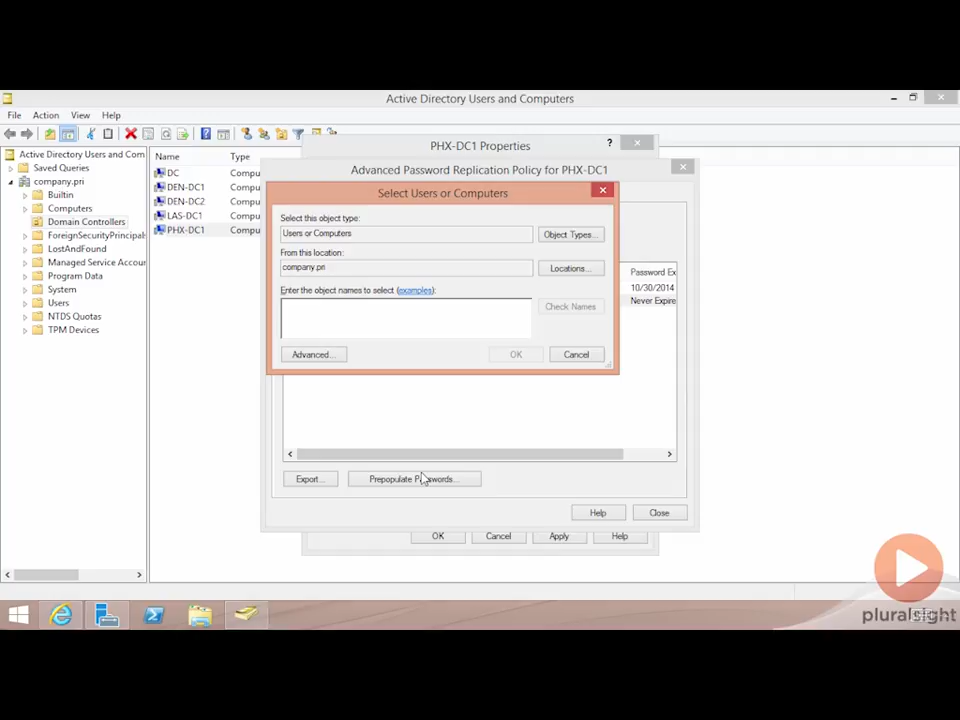 Active Directory Users and Computers
File Action View Help
Active Directory Users and Com
Saved Queries
company.pri
Builtin
Computers
Domain Controllers
ForeignSecurityPrincipals
LostAndFound
Managed Service Accou
Program Data
System
Users
NTDS Quotas
TPM Devices
Name Type
DC Compu
DEN-DC1 Compu
DEN-DC2 Compu
LAS-DC1 Compu
PHX-DC1 Compu
PHX-DC1 Properties
?
Advanced Password Replication Policy for PHX-DC1
Select Users or Computers
Select this object type:
Users or Computers
Object Types...
From this location:
company.pri
Locations...
Enter the object names to select (examples):
Check Names
Advanced...
OK
Cancel
Password Ex
10/30/2014
Never Expire
Export...
Prepopulate Passwords...
Help
Close
OK
Cancel
Apply
Help
pluralsight